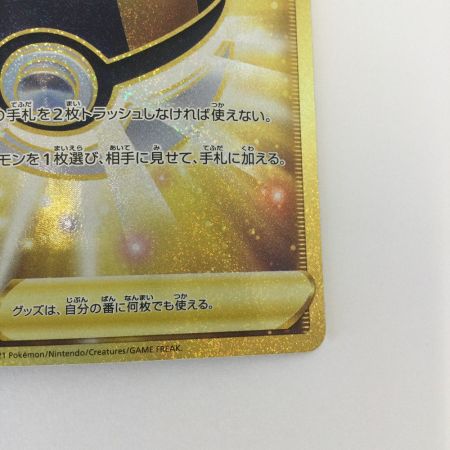 の手札を2枚トラッシュしなければ使えない。
モンを1枚選び、相手に見せて、手札に加える。
グッズは、自分の番に何枚でも使える。
21 Pokémon/Nintendo/Creatures/GAME FREAK.